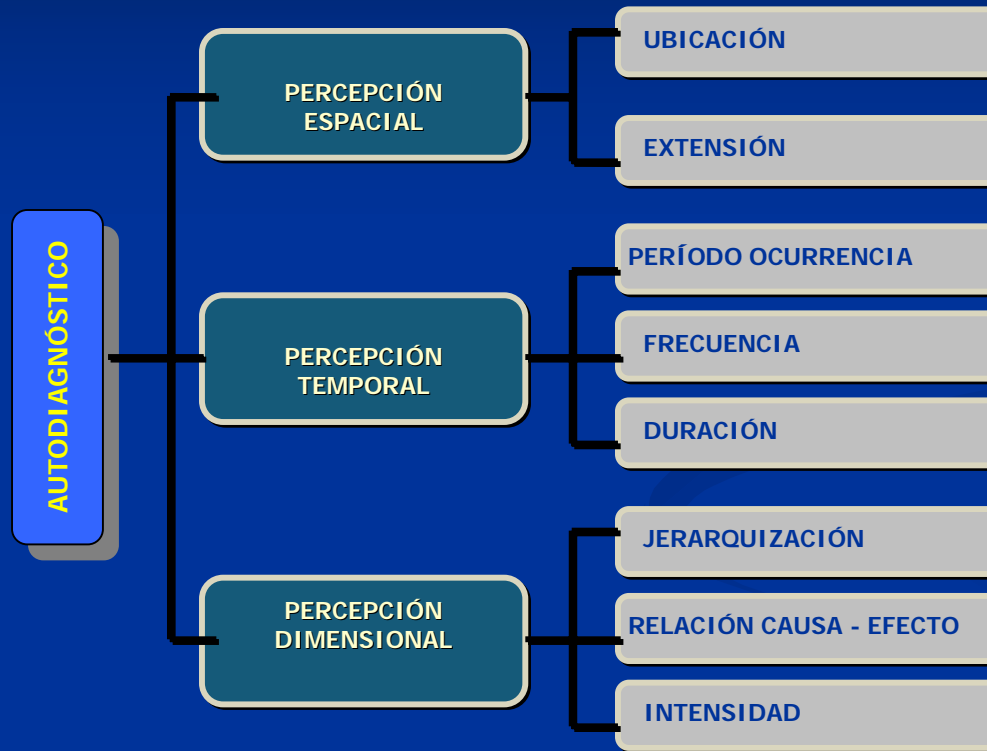 AUTODIAGNÓSTICO
PERCEPCIÓN
ESPACIAL
UBICACIÓN
EXTENSIÓN
PERCEPCIÓN
TEMPORAL
PERÍODO OCURRENCIA
FRECUENCIA
DURACIÓN
PERCEPCIÓN
DIMENSIONAL
JERARQUIZACIÓN
RELACIÓN CAUSA - EFECTO
INTENSIDAD